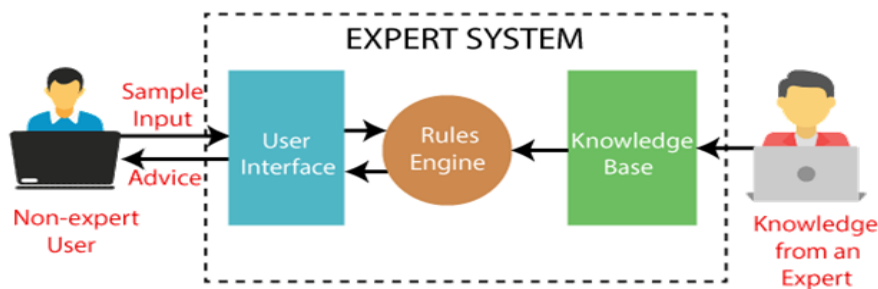 EXPERT SYSTEM
Sample
Input
Advice
Non-expert
User
User
Interface
Rules
Engine
Knowledge
Base
Knowledge
from an
Expert